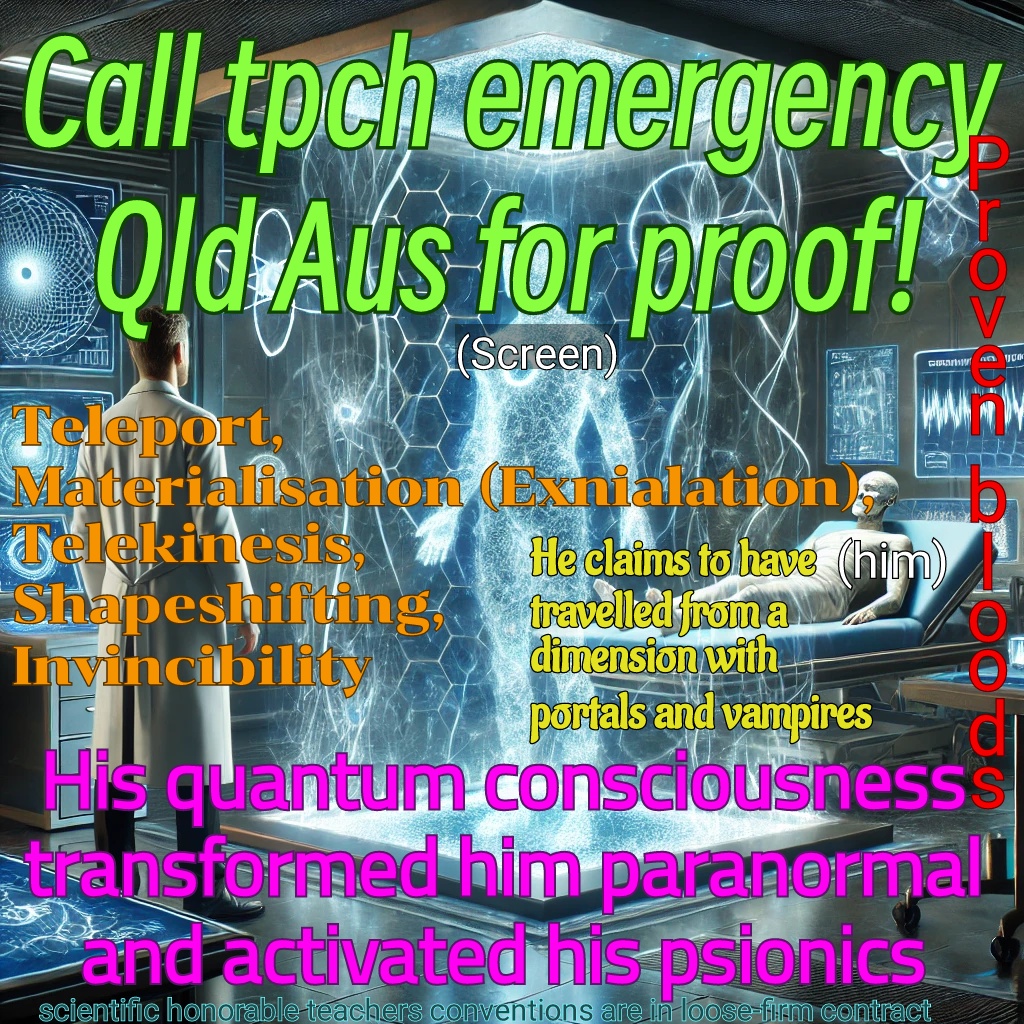 Call tpch emergency
Qld Aus for proof!
Proven bloods
(Screen)
Teleport,
Materialisation (Exnialation),
Telekinesis,
Shapeshifting,
Invincibility
He claims to have (him)
travelled from a
dimension with
portals and vampires
His quantum consciousness
transformed him paranormal
and activated his psionics
scientific honorable teachers conventions are in loose-firm contract